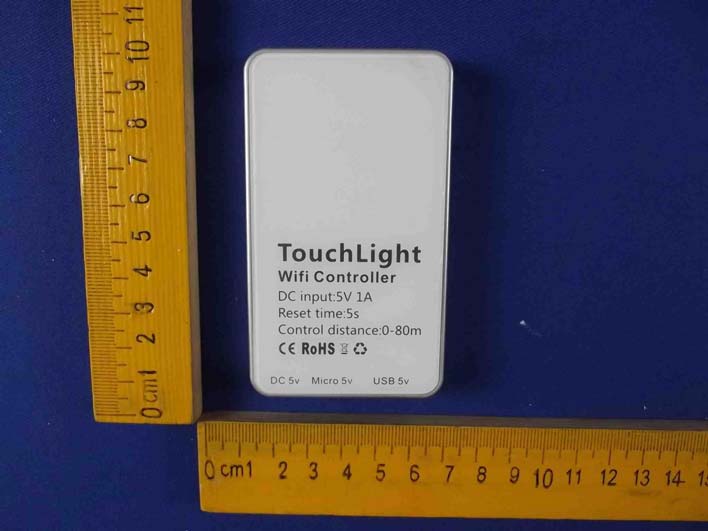 TouchLight
Wifi Controller
DC input:5V 1A
Reset time:5s
Control distance:0-80m
CE RoHS
DC 5v Micro 5v USB 5v
11
10
9
8
7
6
5
4
3
2
0 cm1
0 cm1 2 3 4 5 6 7 8 9 10 11 12 13 14